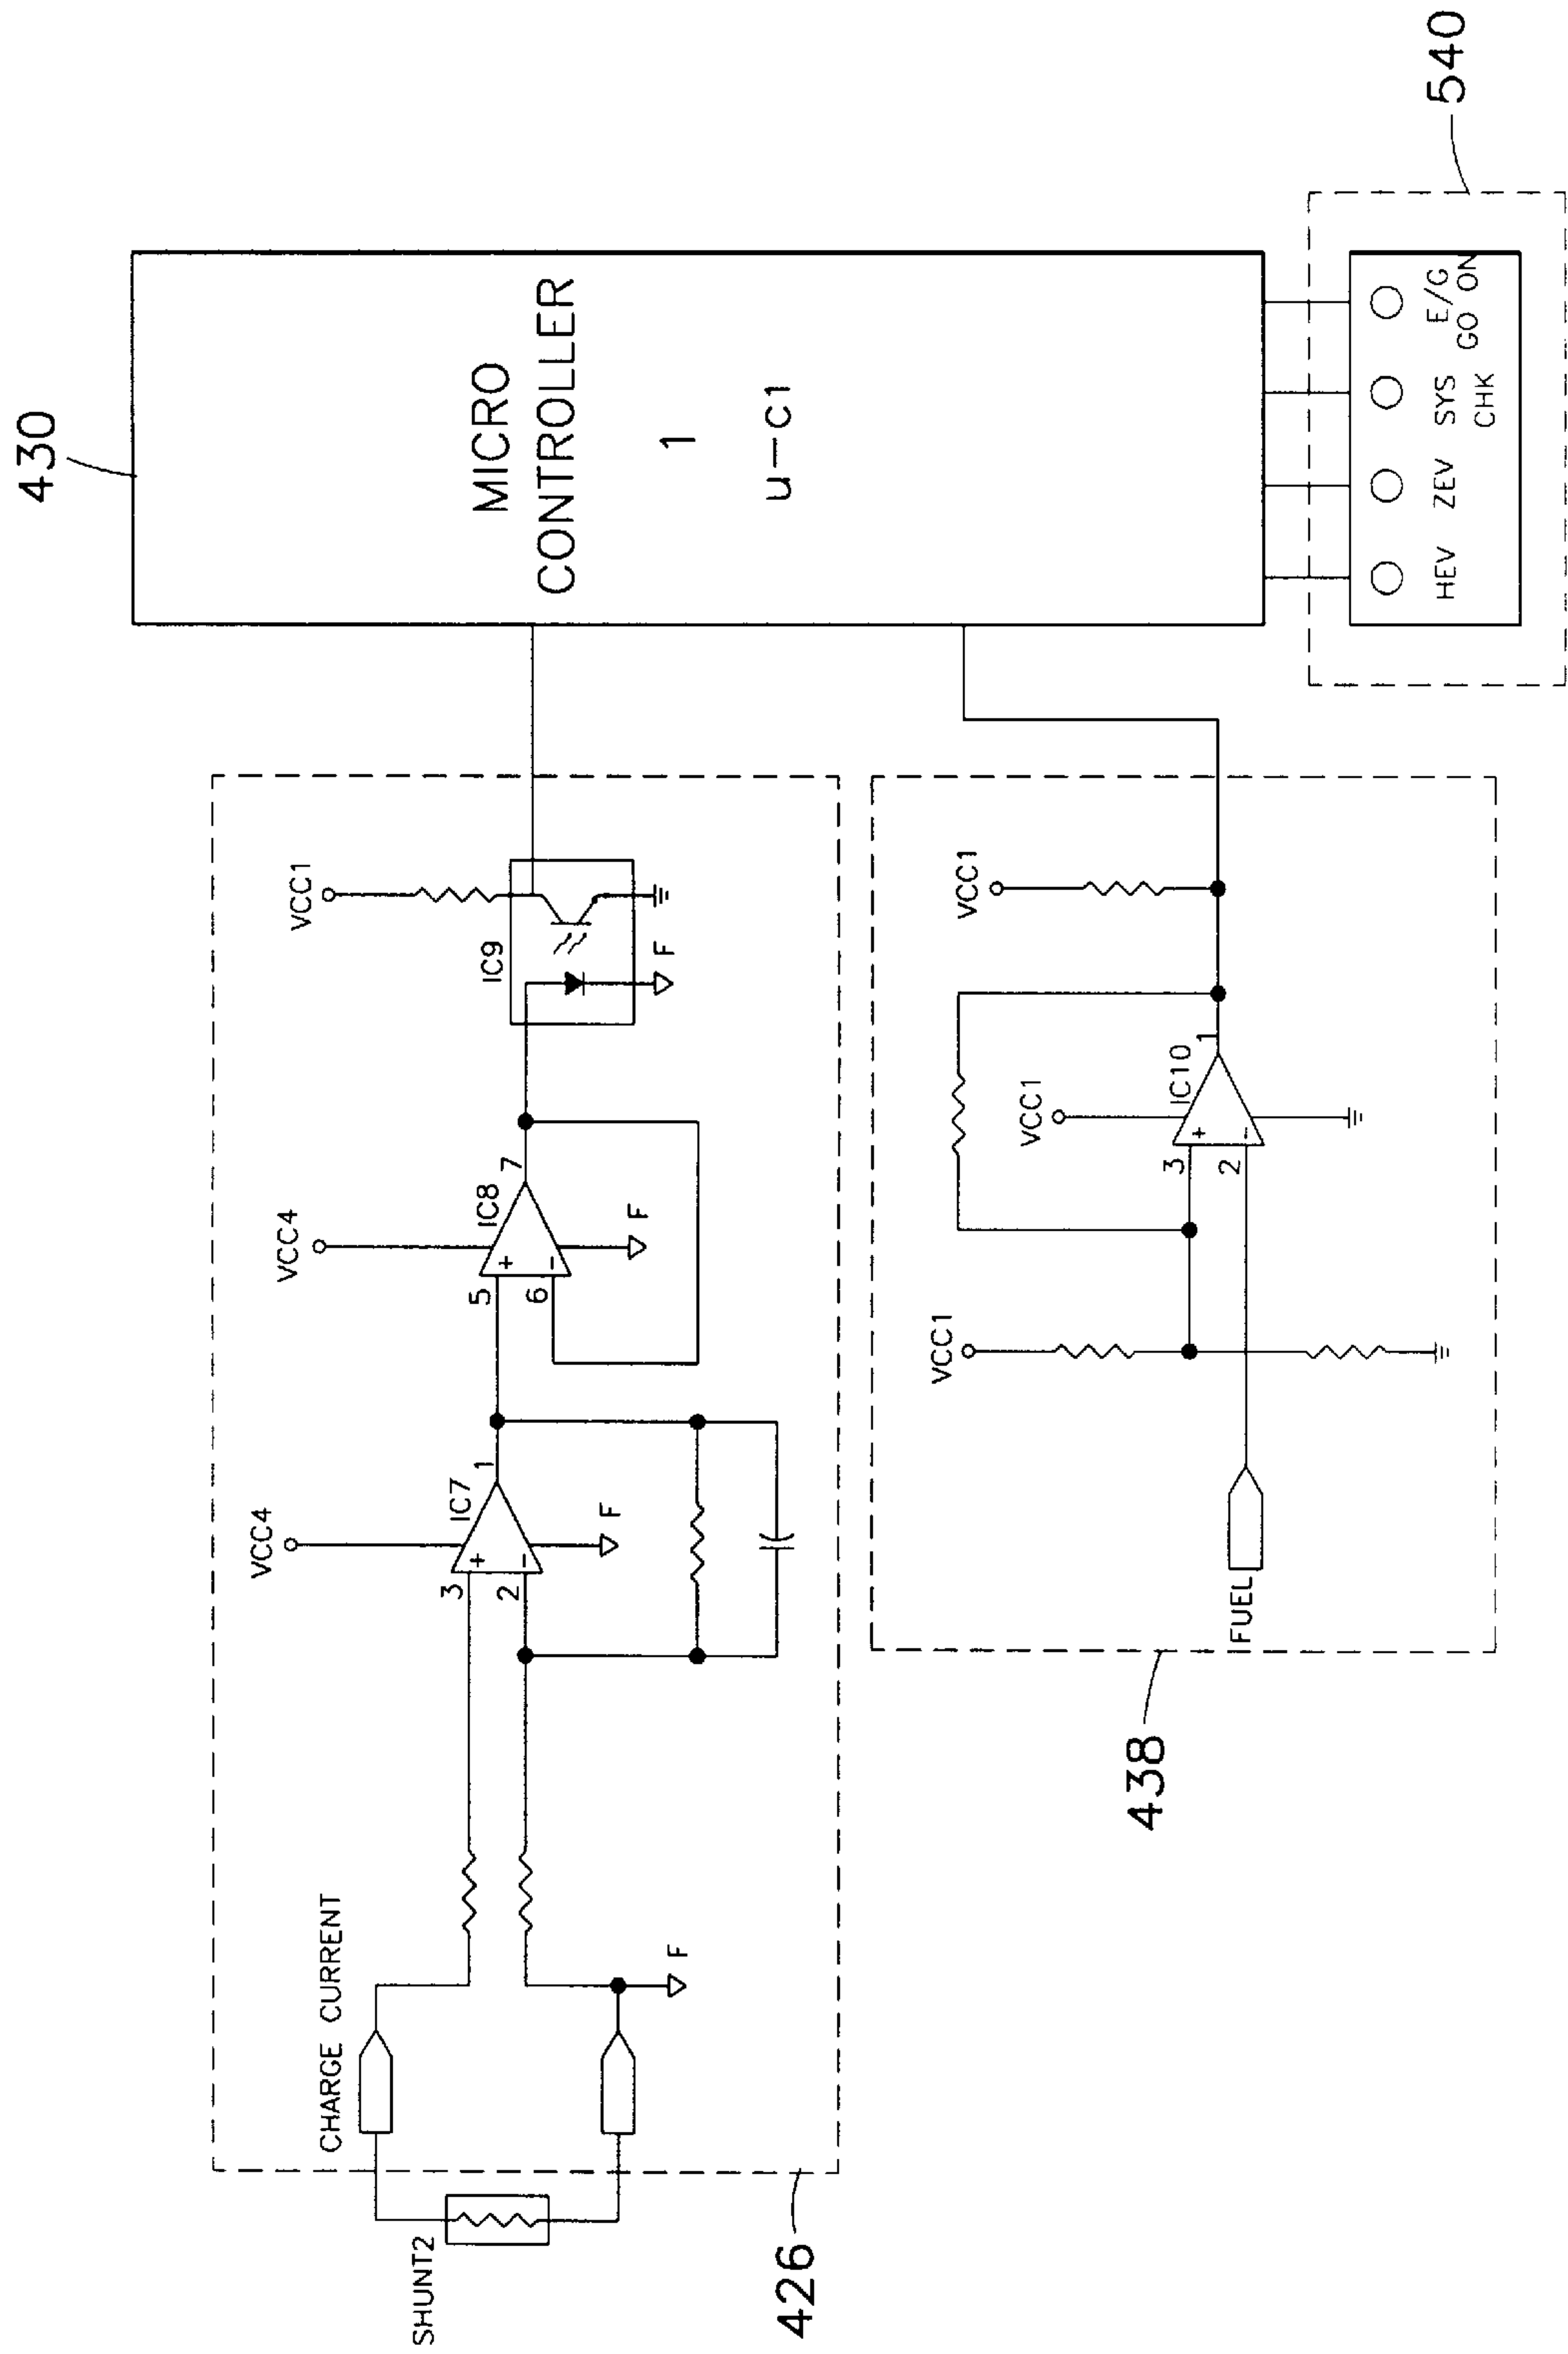 430
MICRO
CONTROLLER
1
u-c1
VCC1
IC9
F
VCC4
IC8
5
+
6
-
7
F
VCC4
IC7
3
+
2
-
1
F
CHARGE CURRENT
F
SHUNT2
426
VCC1
VCC1
IC10
3
+
2
-
1
VCC1
FUEL
438
HEV ZEV SYS E/G
CHK GO ON
540